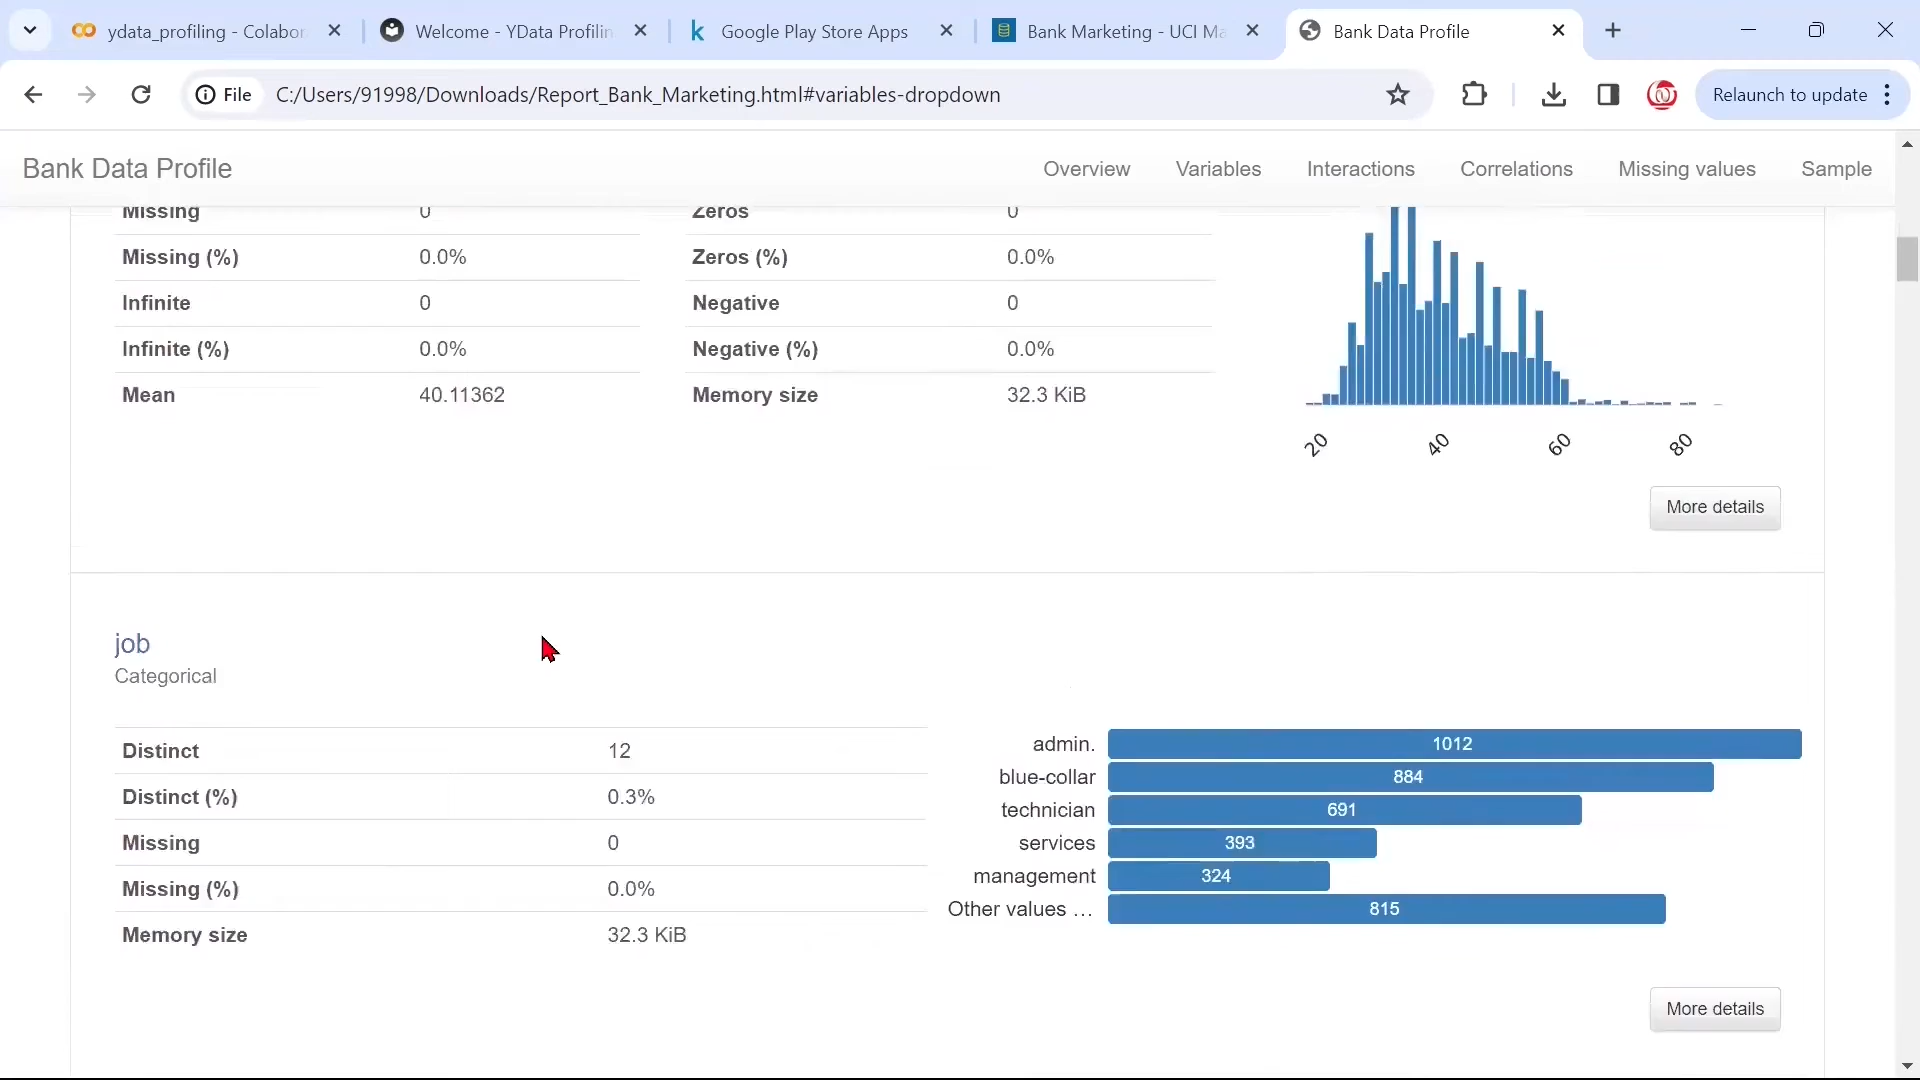 ydata_profiling - Colabor
Welcome - YData Profilin
Google Play Store Apps
Bank Marketing - UCI Ma
Bank Data Profile
File
C:/Users/91998/Downloads/Report_Bank_Marketing.html#variables-dropdown
Relaunch to update
Bank Data Profile
Overview
Variables
Interactions
Correlations
Missing values
Sample
Missing 0 Zeros 0
Missing (%) 0.0% Zeros (%) 0.0%
Infinite 0 Negative 0
Infinite (%) 0.0% Negative (%) 0.0%
Mean 40.11362 Memory size 32.3 KiB
20 40 60 80
More details
job
Categorical
Distinct 12
Distinct (%) 0.3%
Missing 0
Missing (%) 0.0%
Memory size 32.3 KiB
admin. 1012
blue-collar 884
technician 691
services 393
management 324
Other values ... 815
More details